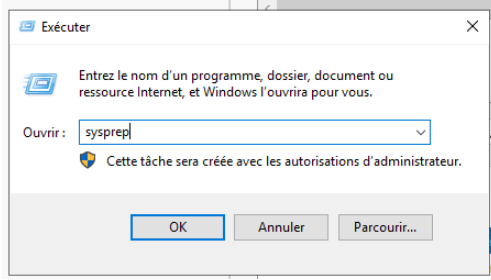 Exécuter
Entrez le nom d'un programme, dossier, document ou
ressource Internet, et Windows l'ouvrira pour vous.
Ouvrir : sysprep
Cette tâche sera créée avec les autorisations d'administrateur.
OK Annuler Parcourir...